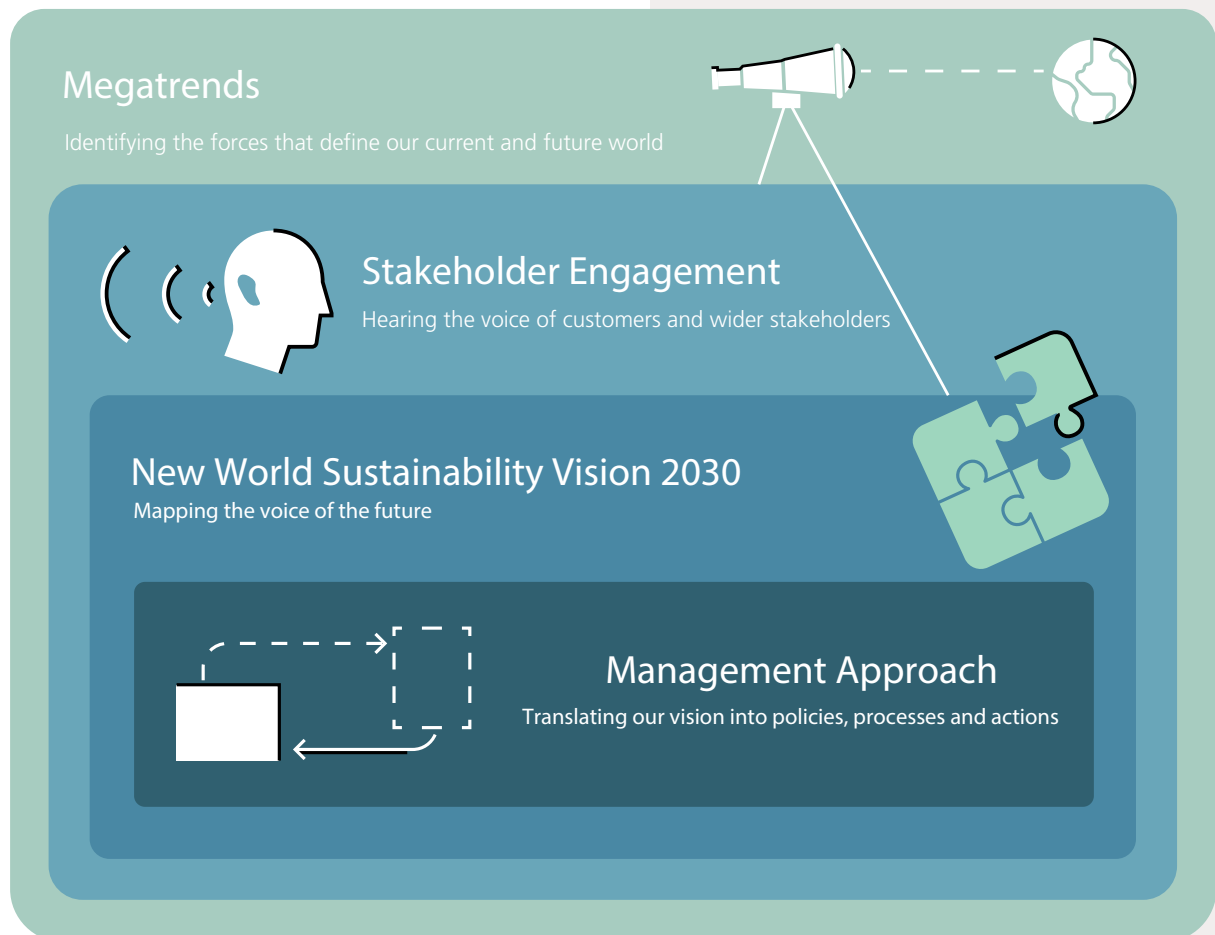 Megatrends
Identifying the forces that define our current and future world
Stakeholder Engagement
Hearing the voice of customers and wider stakeholders
New World Sustainability Vision 2030
Mapping the voice of the future
Management Approach
Translating our vision into policies, processes and actions